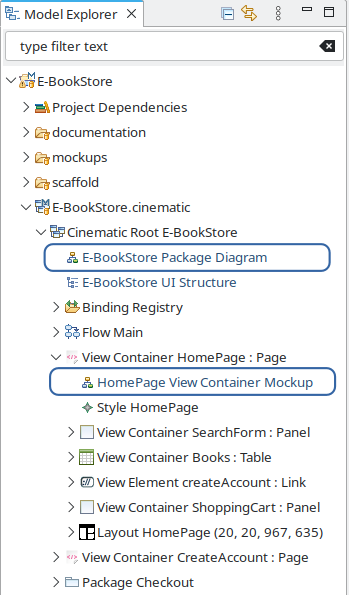 Model Explorer
type filter text
E-BookStore
Project Dependencies
documentation
mockups
scaffold
E-BookStore.cinematic
Cinematic Root E-BookStore
E-BookStore Package Diagram
E-BookStore UI Structure
Binding Registry
Flow Main
View Container HomePage : Page
HomePage View Container Mockup
Style HomePage
View Container SearchForm : Panel
View Container Books : Table
View Element createAccount : Link
View Container ShoppingCart : Panel
Layout HomePage (20, 20, 967, 635)
View Container CreateAccount : Page
Package Checkout